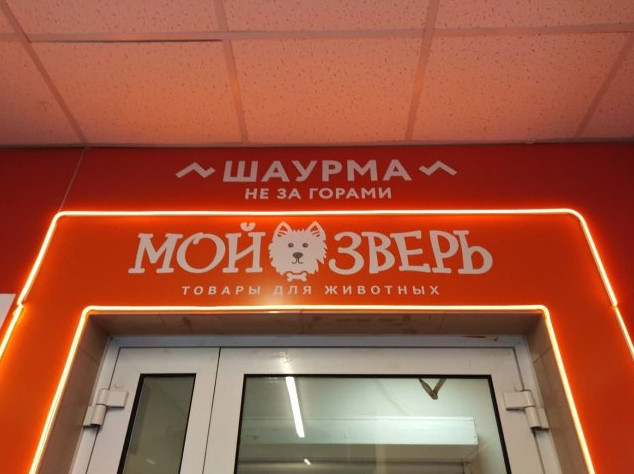 ШАУРМА
НЕ ЗА ГОРАМИ
МОЙ ЗВЕРЬ
ТОВАРЫ ДЛЯ ЖИВОТНЫХ